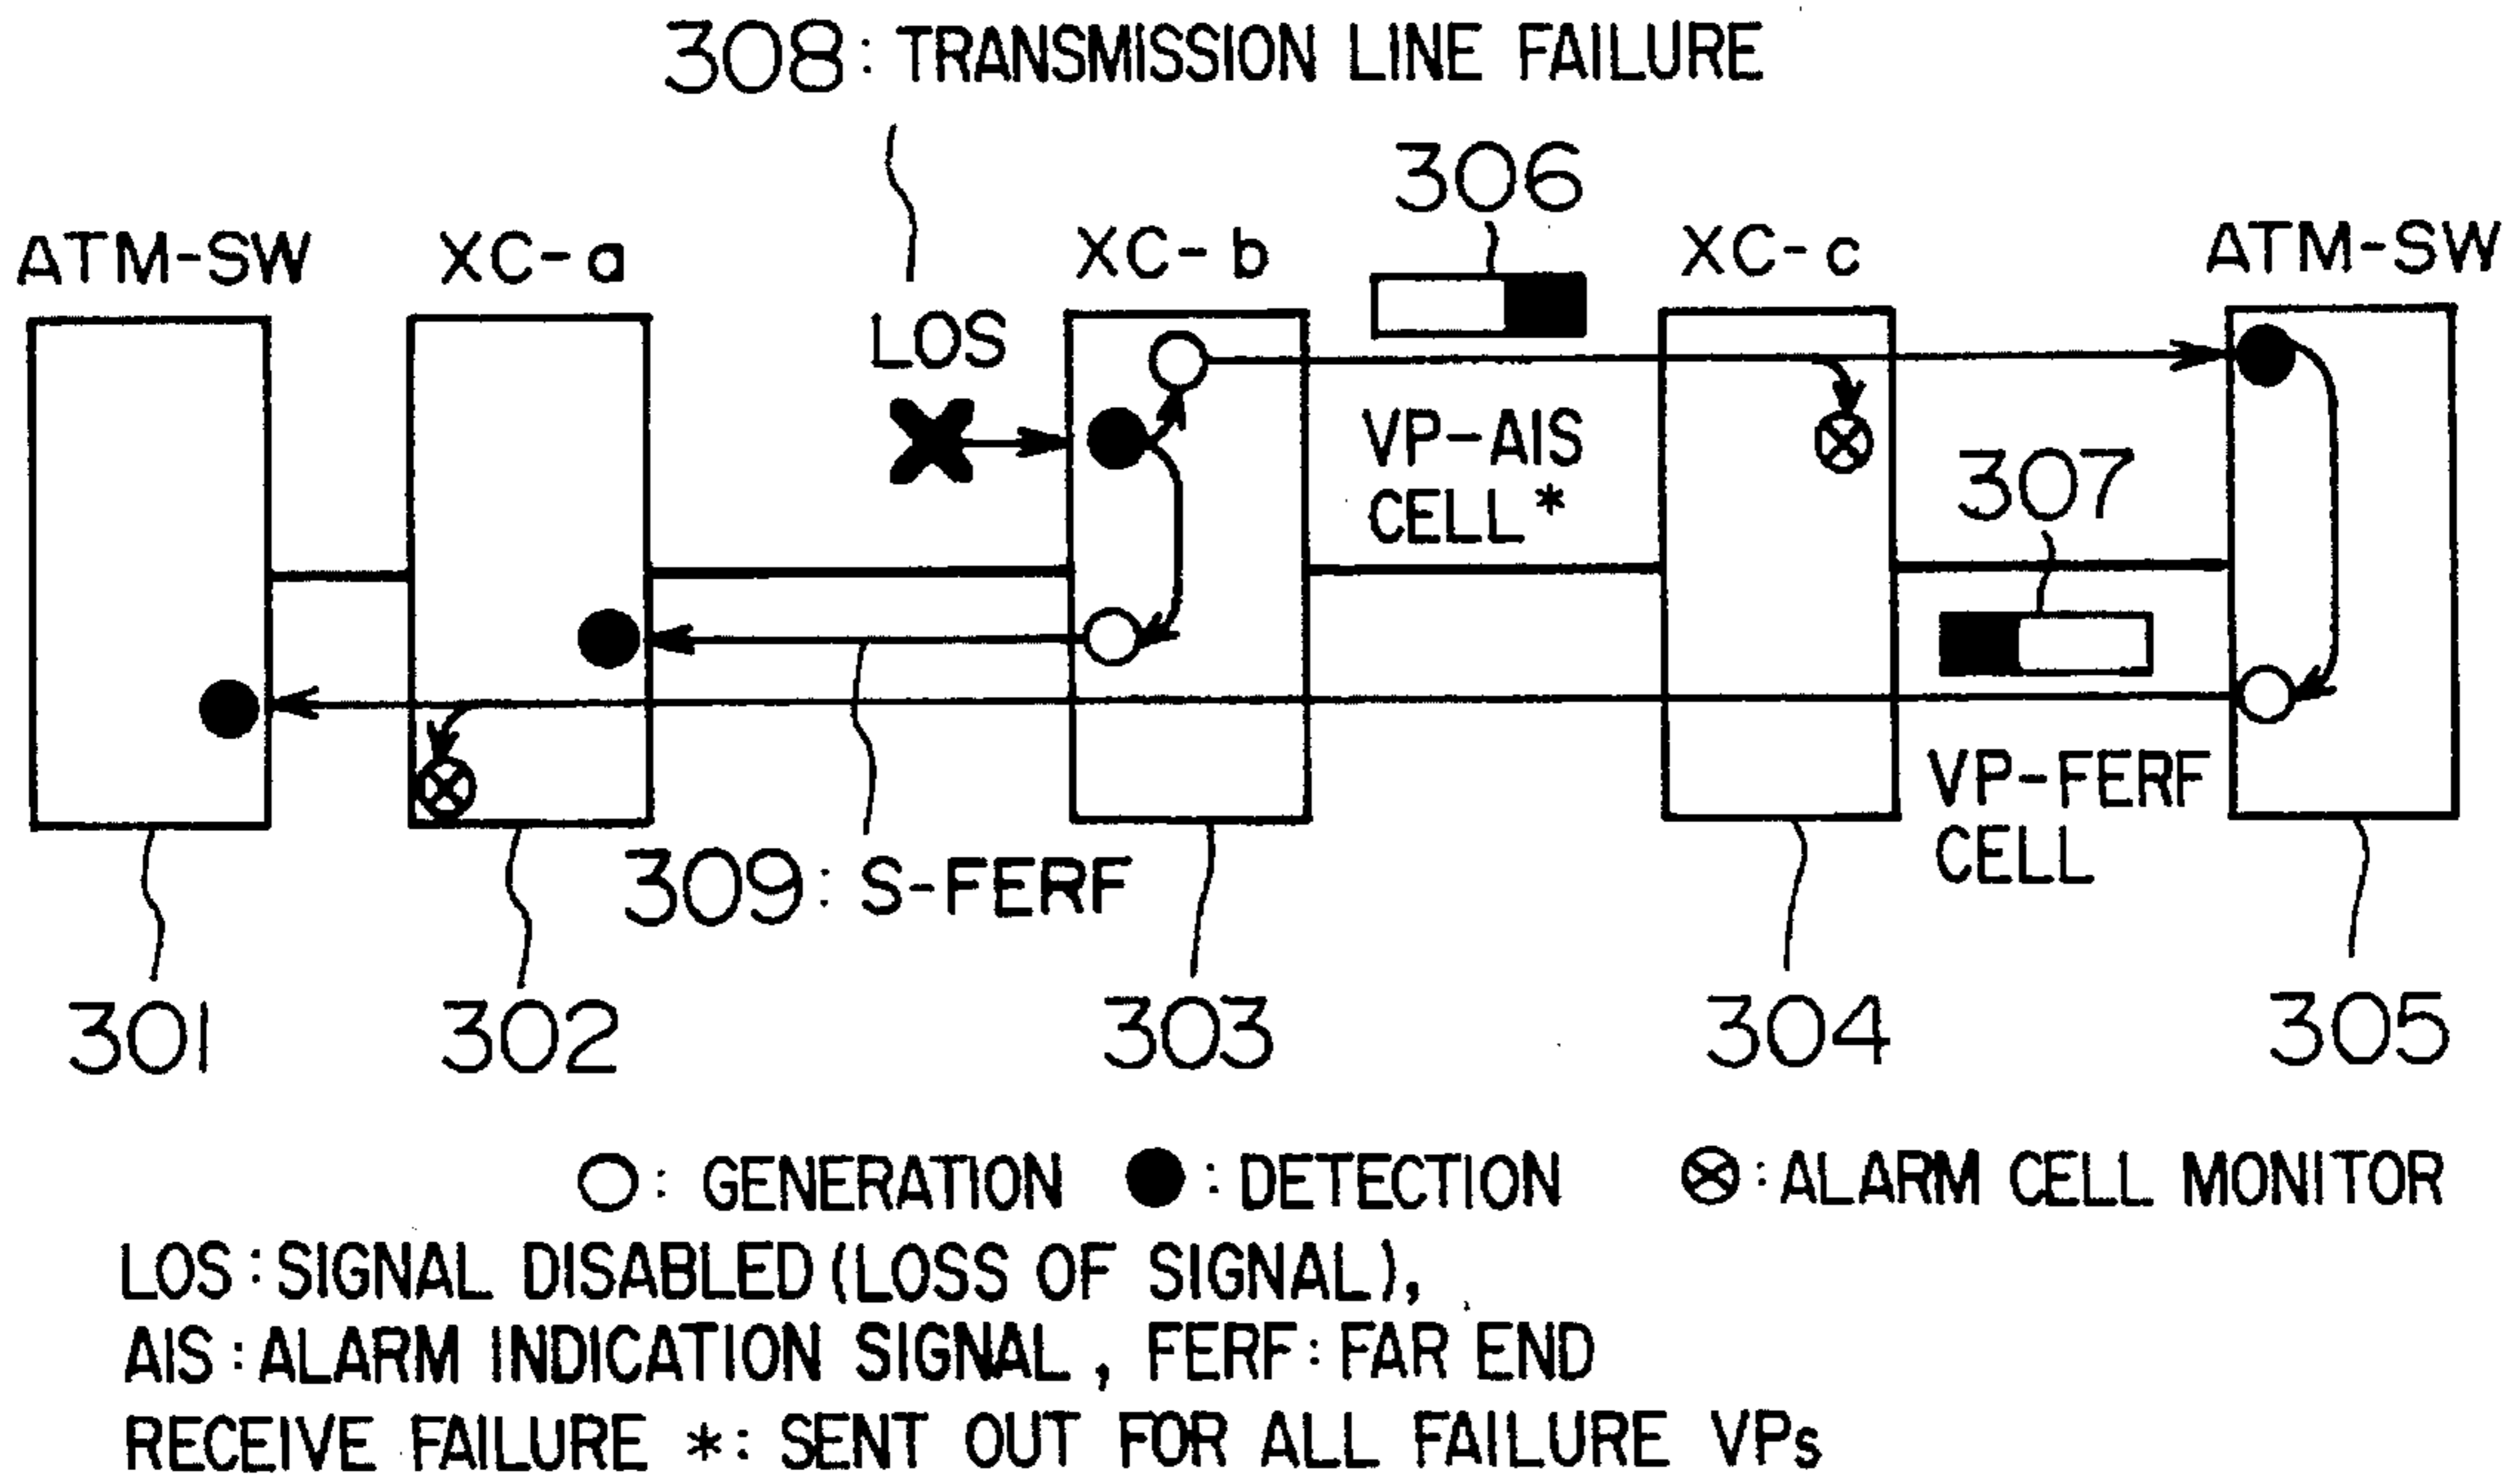 308: TRANSMISSION LINE FAILURE
306
ATM-SW XC-a XC-b XC-c ATM-SW
LOS
VP-AIS
CELL*
307
VP-FERF
CELL
309: S-FERF
301 302 303 304 305
○: GENERATION ●: DETECTION ⊗: ALARM CELL MONITOR
LOS: SIGNAL DISABLED (LOSS OF SIGNAL),
AIS: ALARM INDICATION SIGNAL, FERF: FAR END
RECEIVE FAILURE *: SENT OUT FOR ALL FAILURE VPs